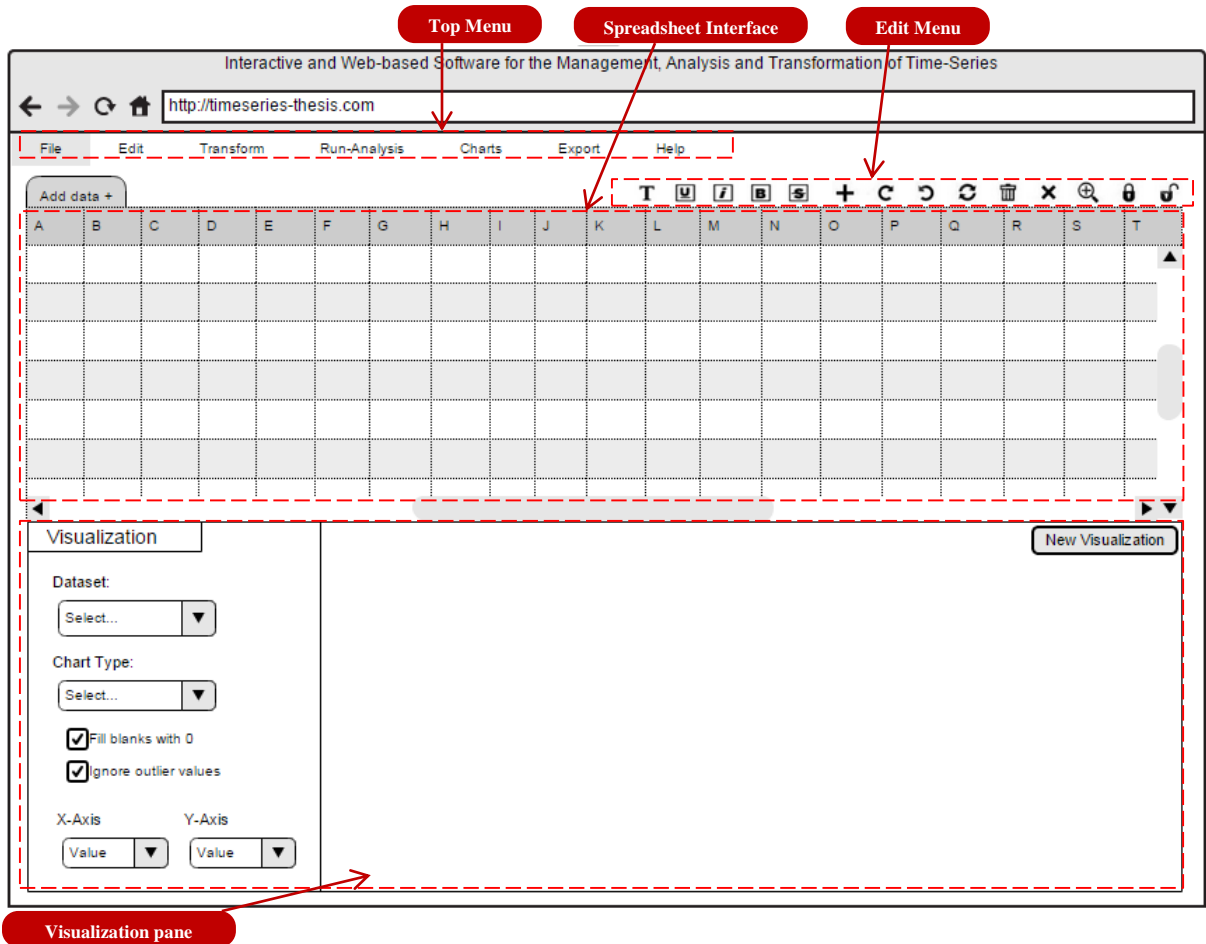 Top Menu
Spreadsheet Interface
Edit Menu
Interactive and Web-based Software for the Management, Analysis and Transformation of Time-Series
http://timeseries-thesis.com
File Edit Transform Run-Analysis Charts Export Help
Add data +
T U i B S
A B C D E F G H I J K L M N O P Q R S T
Visualization
New Visualization
Dataset:
Select...
Chart Type:
Select...
Fill blanks with 0
Ignore outlier values
X-Axis Y-Axis
Value Value
Visualization pane